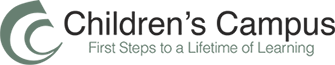 Children's Campus
First Steps to a Lifetime of Learning